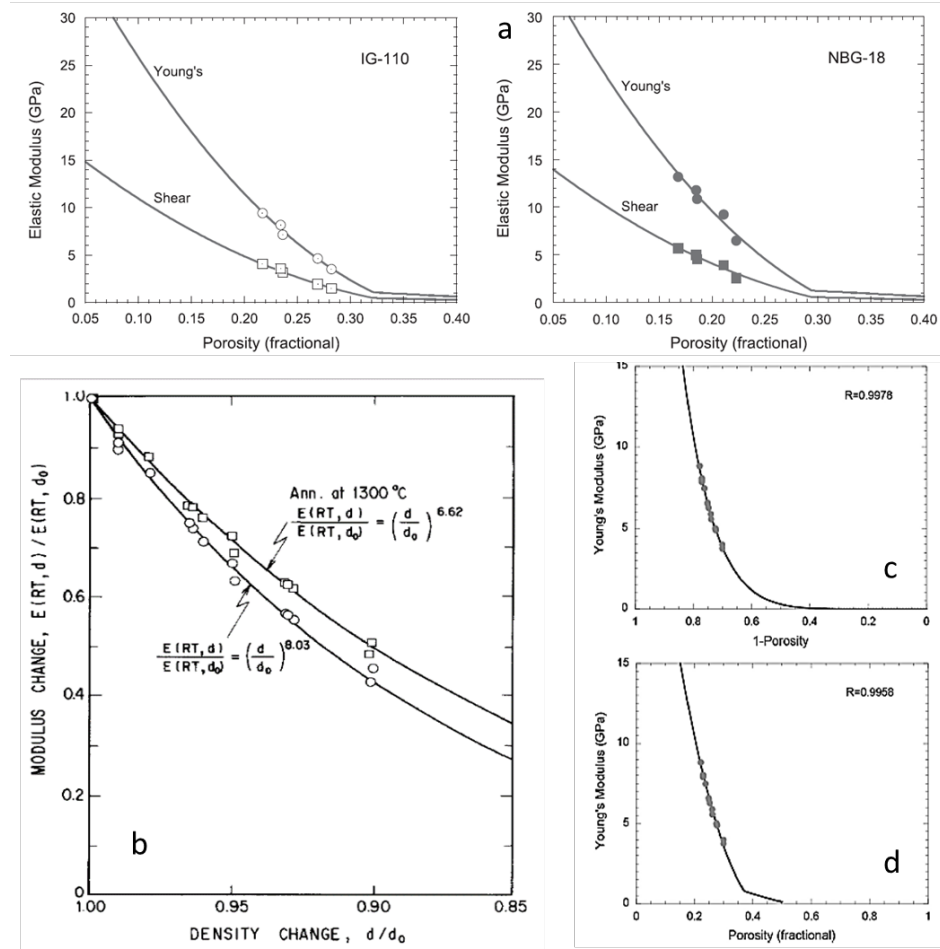 a
IG-110
Young's
Shear
Elastic Modulus (GPa)
30
25
20
15
10
5
0
0.05 0.10 0.15 0.20 0.25 0.30 0.35 0.40
Porosity (fractional)
NBG-18
Young's
Shear
Elastic Modulus (GPa)
30
25
20
15
10
5
0
0.05 0.10 0.15 0.20 0.25 0.30 0.35 0.40
Porosity (fractional)
MODULUS CHANGE, E(RT,d)/E(RT,d₀)
1.0
0.8
0.6
0.4
0.2
0
Ann. at 1300 °C
E(RT,d)/E(RT,d₀) = (d/d₀)^6.62
E(RT,d)/E(RT,d₀) = (d/d₀)^8.03
b
1.00 0.95 0.90 0.85
DENSITY CHANGE, d/d₀
R=0.9978
Young's Modulus (GPa)
15
10
5
0
c
1 0.8 0.6 0.4 0.2 0
1-Porosity
R=0.9958
Young's Modulus (GPa)
15
10
5
0
d
0 0.2 0.4 0.6 0.8 1
Porosity (fractional)